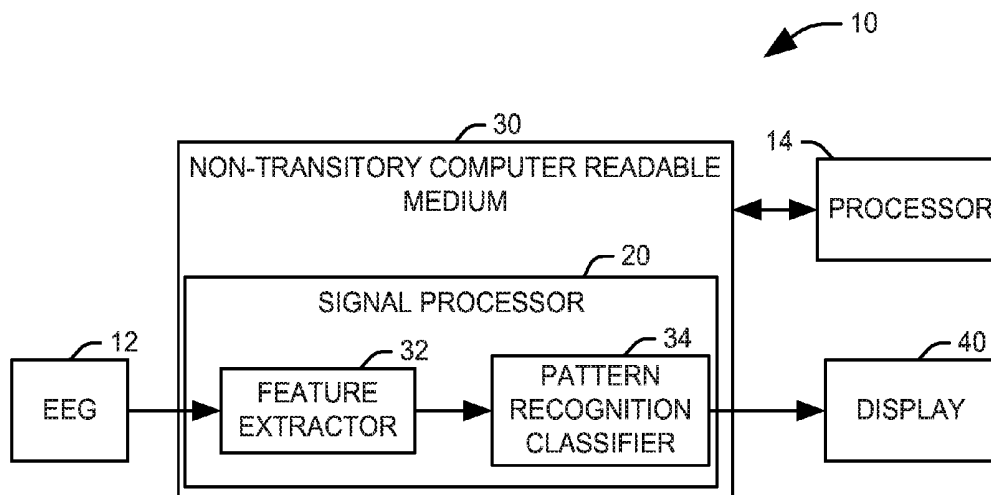 10
30
NON-TRANSITORY COMPUTER READABLE
MEDIUM
14
PROCESSOR
20
SIGNAL PROCESSOR
12
EEG
32
FEATURE
EXTRACTOR
34
PATTERN
RECOGNITION
CLASSIFIER
40
DISPLAY